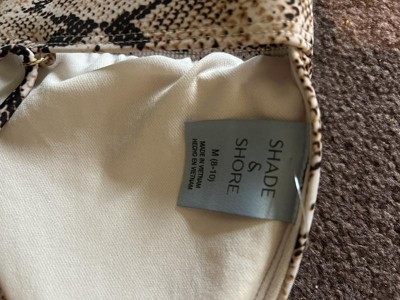 SHADE
&
SHORE
M (8-10)
MADE IN VIETNAM
HECHO EN VIETNAM